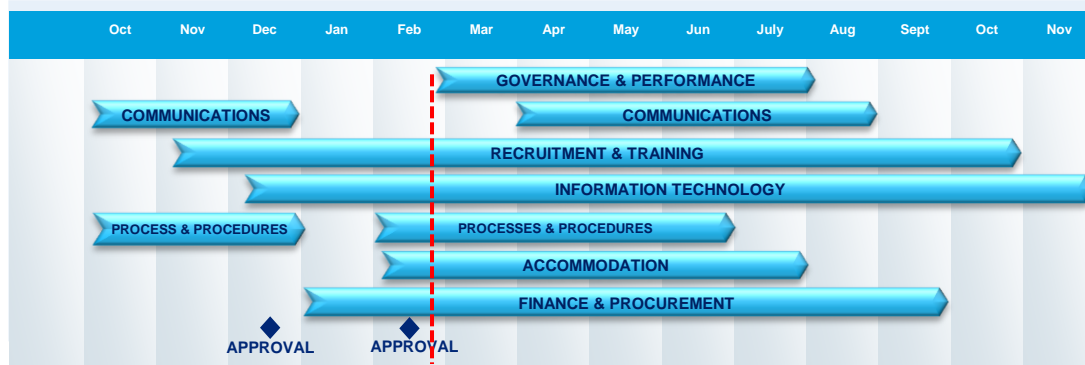 Oct Nov Dec Jan Feb Mar Apr May Jun July Aug Sept Oct Nov
GOVERNANCE & PERFORMANCE
COMMUNICATIONS COMMUNICATIONS
RECRUITMENT & TRAINING
INFORMATION TECHNOLOGY
PROCESS & PROCEDURES PROCESSES & PROCEDURES
ACCOMMODATION
FINANCE & PROCUREMENT
APPROVAL APPROVAL